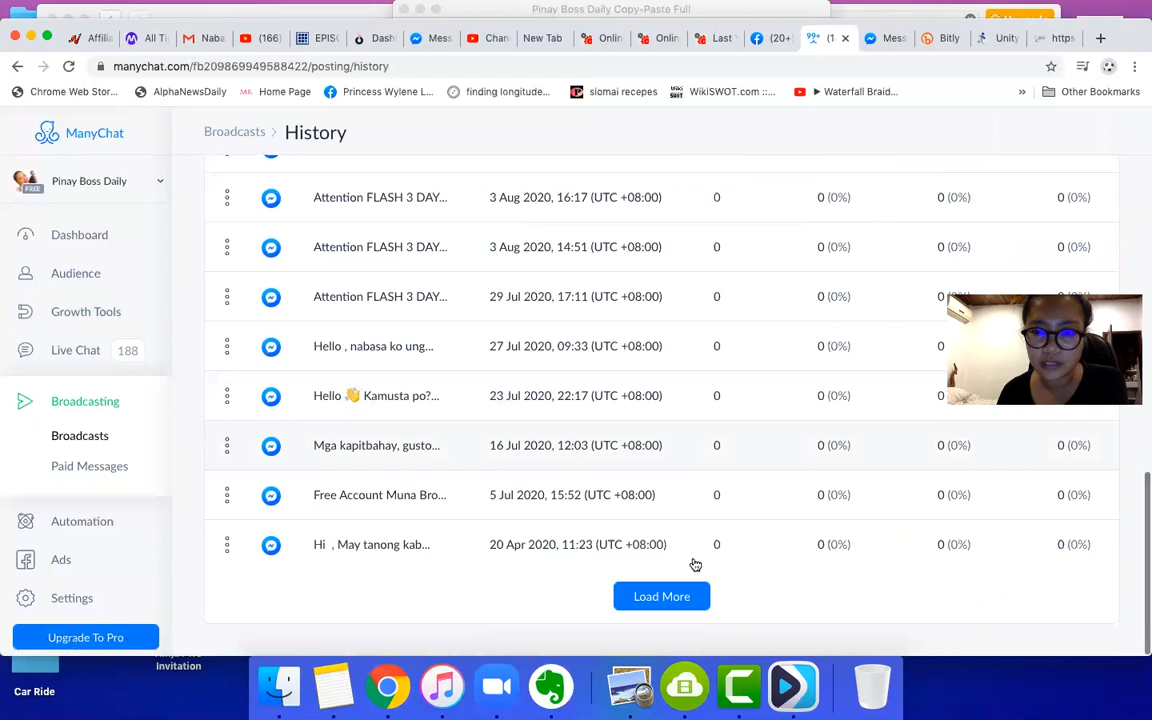 Pinay Boss Daily Copy-Paste Full
Affilia
All Ti
Naba
(166)
EPISC
Dash
Mess
Chan
New Tab
Onlin
Onlin
Last
(20+)
99+
(1
Mess
Bitly
Unity
https
manychat.com/fb209869949588422/posting/history
Chrome Web Stor...
AlphaNewsDaily
Home Page
Princess Wylene L...
finding longitude...
siomai recepes
WikiSWOT.com ::...
► Waterfall Braid...
»
Other Bookmarks
ManyChat
Broadcasts > History
Pinay Boss Daily
FREE
Dashboard
Audience
Growth Tools
Live Chat 188
Broadcasting
Broadcasts
Paid Messages
Automation
Ads
Settings
Upgrade To Pro
Attention FLASH 3 DAY... 3 Aug 2020, 16:17 (UTC +08:00) 0 0 (0%) 0 (0%) 0 (0%)
Attention FLASH 3 DAY... 3 Aug 2020, 14:51 (UTC +08:00) 0 0 (0%) 0 (0%) 0 (0%)
Attention FLASH 3 DAY... 29 Jul 2020, 17:11 (UTC +08:00) 0 0 (0%) 0
Hello , nabasa ko ung... 27 Jul 2020, 09:33 (UTC +08:00) 0 0 (0%) 0
Hello 👋 Kamusta po?... 23 Jul 2020, 22:17 (UTC +08:00) 0 0 (0%) 0
Mga kapitbahay, gusto... 16 Jul 2020, 12:03 (UTC +08:00) 0 0 (0%) 0 (0%) 0 (0%)
Free Account Muna Bro... 5 Jul 2020, 15:52 (UTC +08:00) 0 0 (0%) 0 (0%) 0 (0%)
Hi , May tanong kab... 20 Apr 2020, 11:23 (UTC +08:00) 0 0 (0%) 0 (0%) 0 (0%)
Load More
Invitation
Car Ride